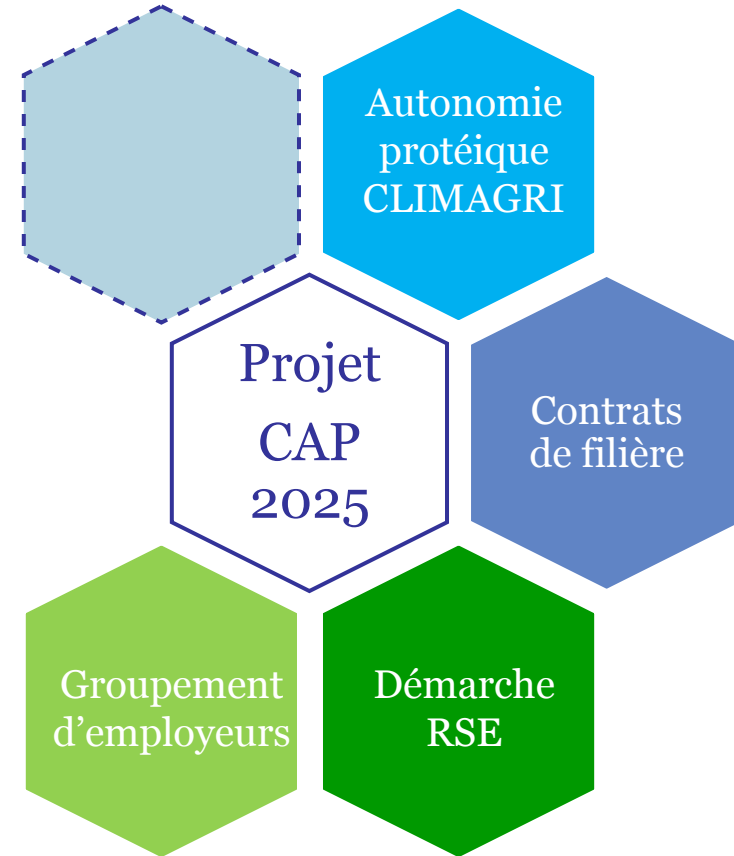 Autonomie
protéique
CLIMAGRI
Projet
CAP
2025
Contrats
de filière
Groupement
d’employeurs
Démarche
RSE